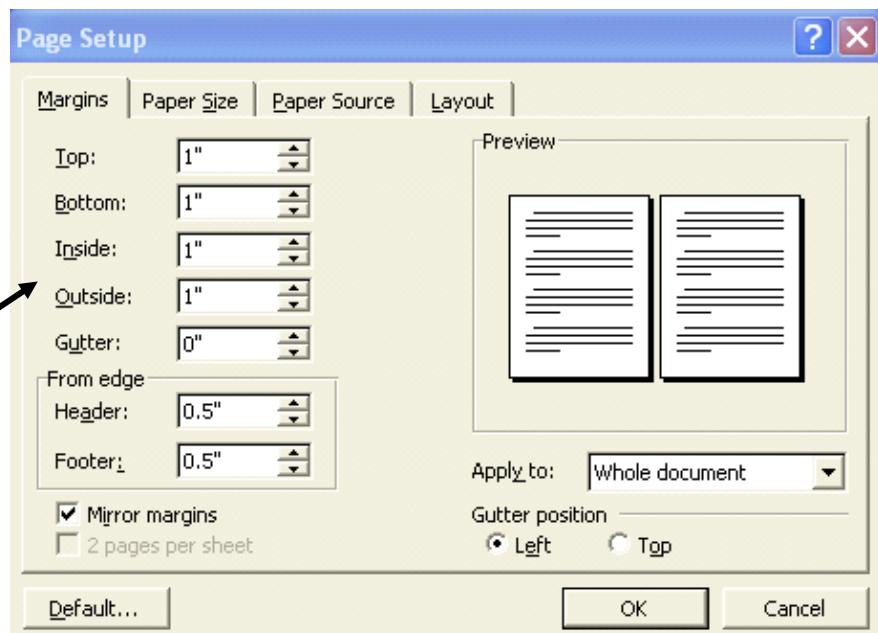 Page Setup
Margins Paper Size Paper Source Layout
Top: 1"
Bottom: 1"
Inside: 1"
Outside: 1"
Gutter: 0"
From edge
Header: 0.5"
Footer: 0.5"
Mirror margins
2 pages per sheet
Preview
Apply to: Whole document
Gutter position
Left Top
Default... OK Cancel